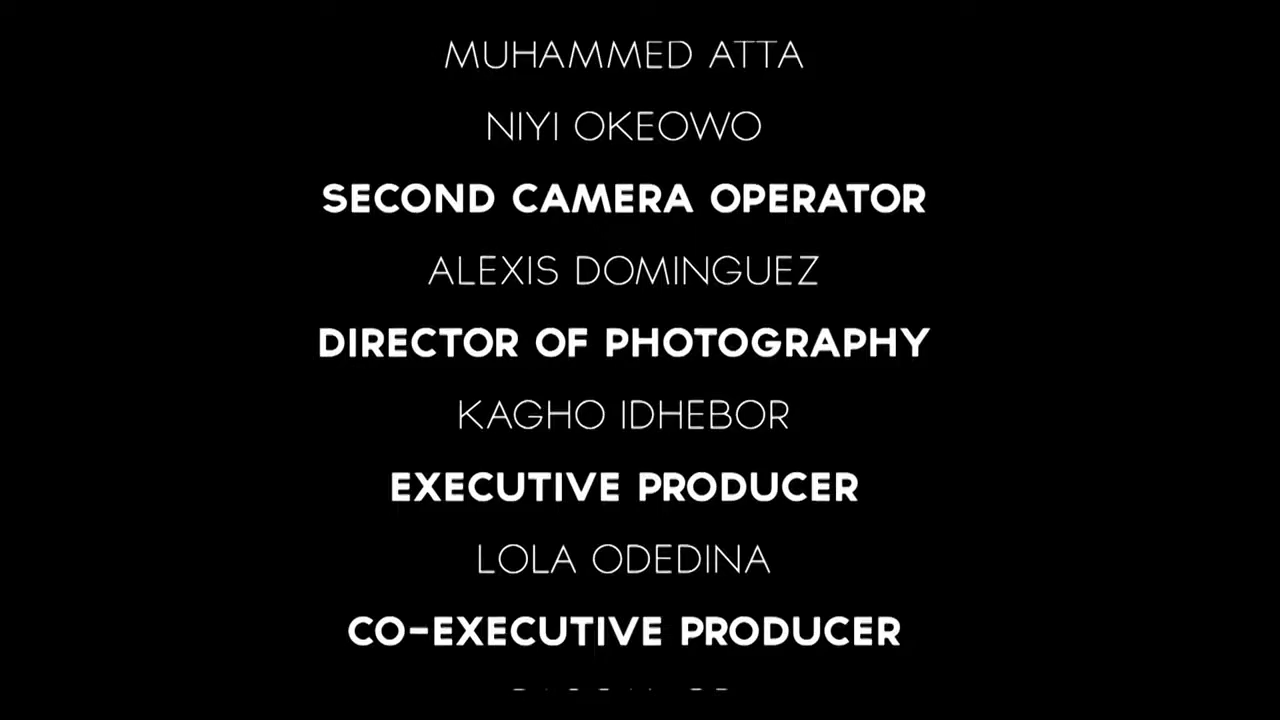 MUHAMMED ATTA
NIYI OKEOWO
SECOND CAMERA OPERATOR
ALEXIS DOMINGUEZ
DIRECTOR OF PHOTOGRAPHY
KAGHO IDHEBOR
EXECUTIVE PRODUCER
LOLA ODEDINA
CO-EXECUTIVE PRODUCER